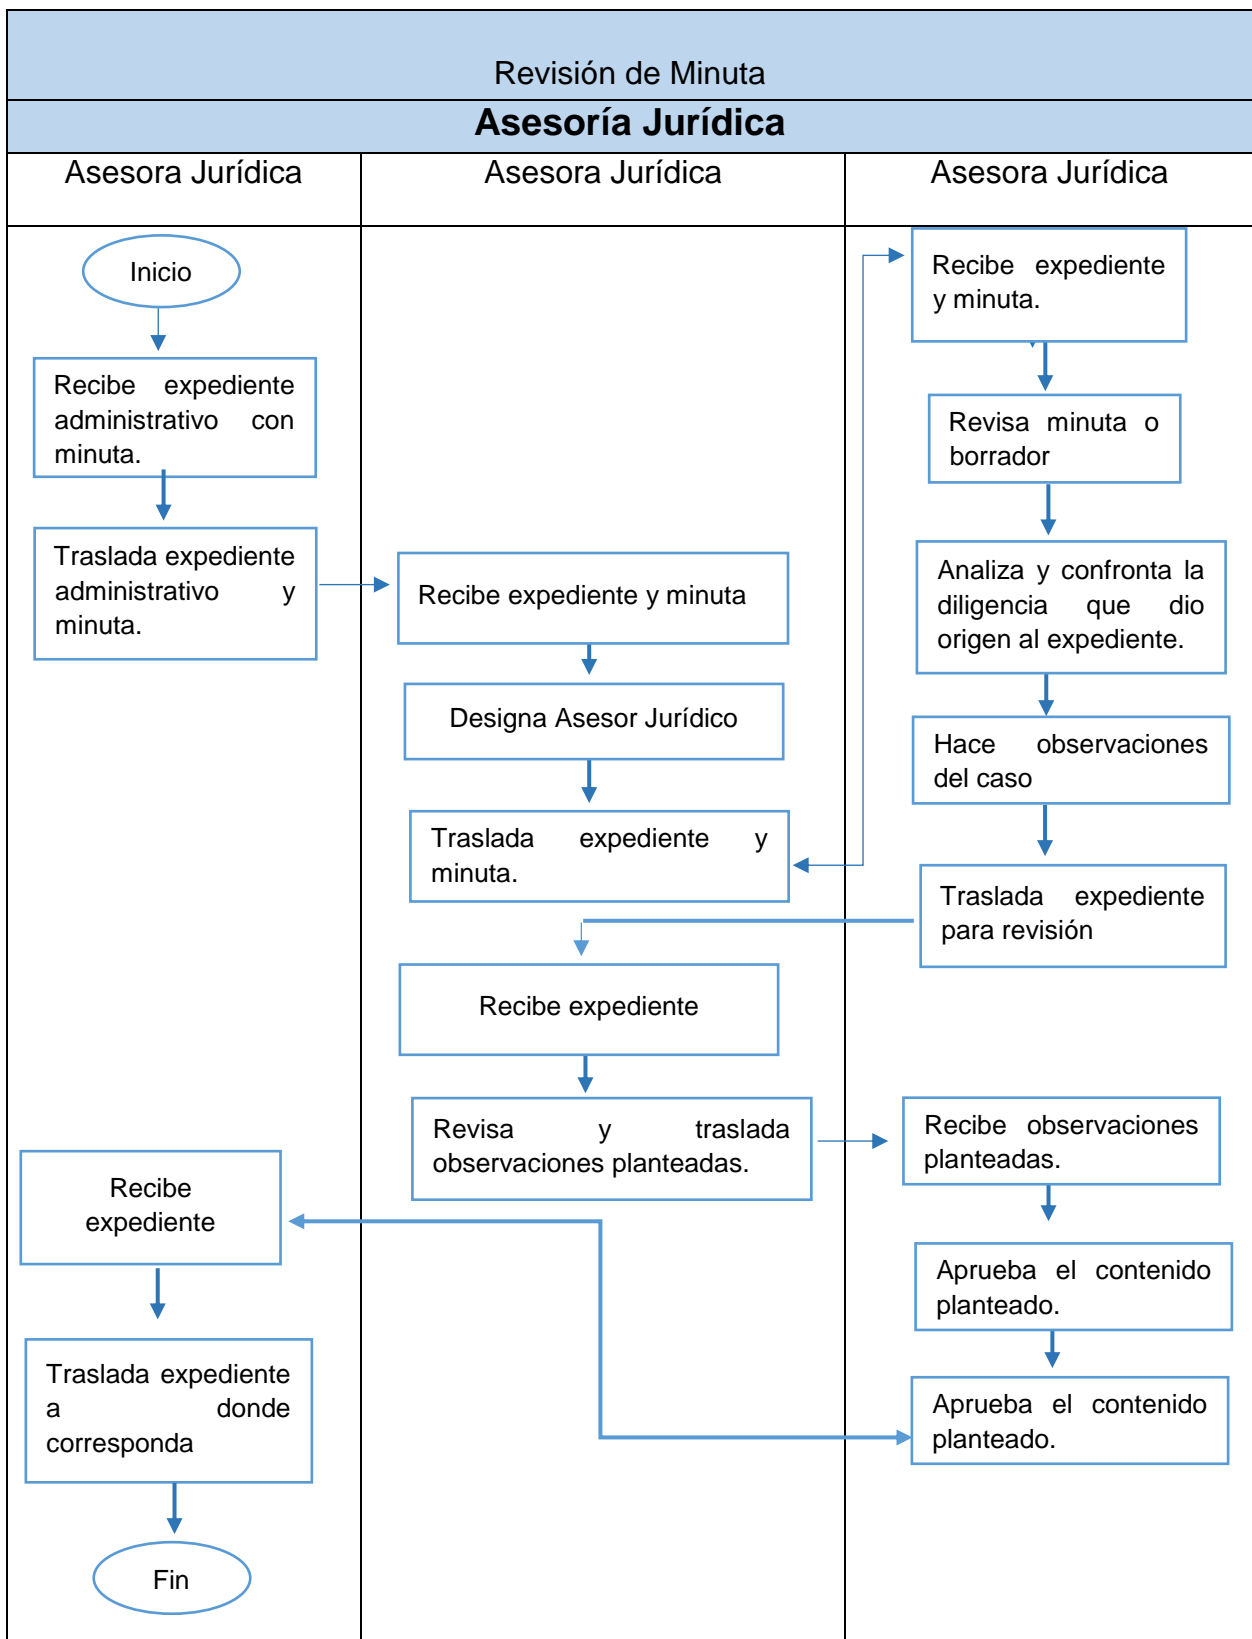 Revisión de Minuta
Asesoría Jurídica
Asesora Jurídica
Asesora Jurídica
Asesora Jurídica
Inicio
Recibe expediente
administrativo con
minuta.
Traslada expediente
administrativo y
minuta.
Recibe expediente y minuta
Designa Asesor Jurídico
Traslada expediente y
minuta.
Recibe expediente
y minuta.
Revisa minuta o
borrador
Analiza y confronta la
diligencia que dio
origen al expediente.
Hace observaciones
del caso
Traslada expediente
para revisión
Recibe expediente
Revisa y traslada
observaciones planteadas.
Recibe observaciones
planteadas.
Aprueba el contenido
planteado.
Aprueba el contenido
planteado.
Recibe
expediente
Traslada expediente
a donde
corresponda
Fin